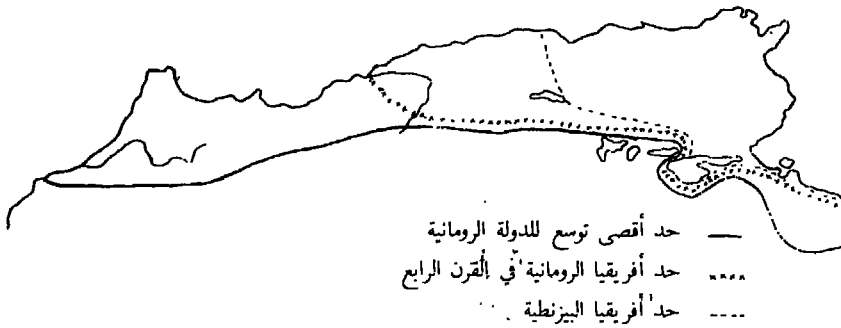 حد أقصى توسع للدولة الرومانية
حد أفريقيا الرومانية في القرن الرابع
حد أفريقيا البيزنطية